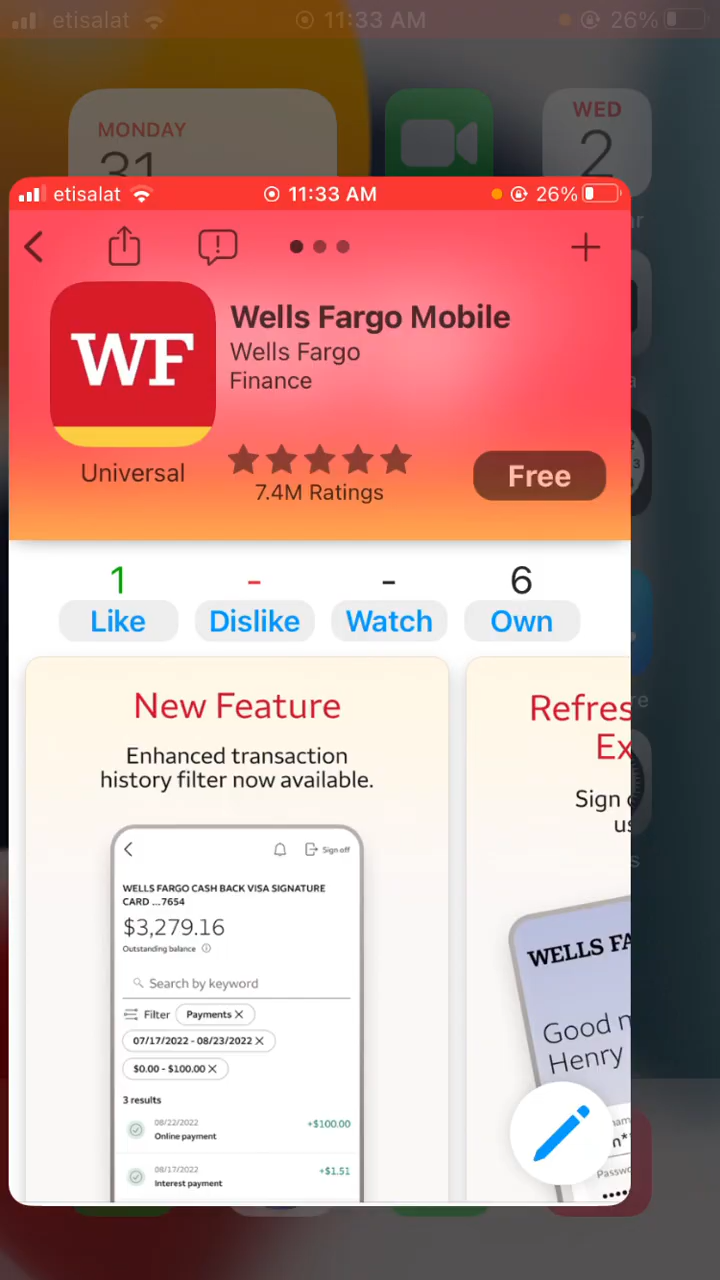 etisalat 11:33 AM 26%
MONDAY
31
WED
2
etisalat 11:33 AM 26%
WF
Wells Fargo Mobile
Wells Fargo
Finance
Universal
7.4M Ratings
Free
1 - - 6
Like Dislike Watch Own
New Feature
Enhanced transaction
history filter now available.
Sign off
WELLS FARGO CASH BACK VISA SIGNATURE
CARD ...7654
$3,279.16
Outstanding balance
Search by keyword
Filter Payments X
07/17/2022 - 08/23/2022 X
$0.00 - $100.00 X
3 results
08/22/2022
Online payment
+$100.00
08/17/2022
Interest payment
+$1.51
Refres
Ex
Sign
us
WELLS FA
Good
Henry
Passwo